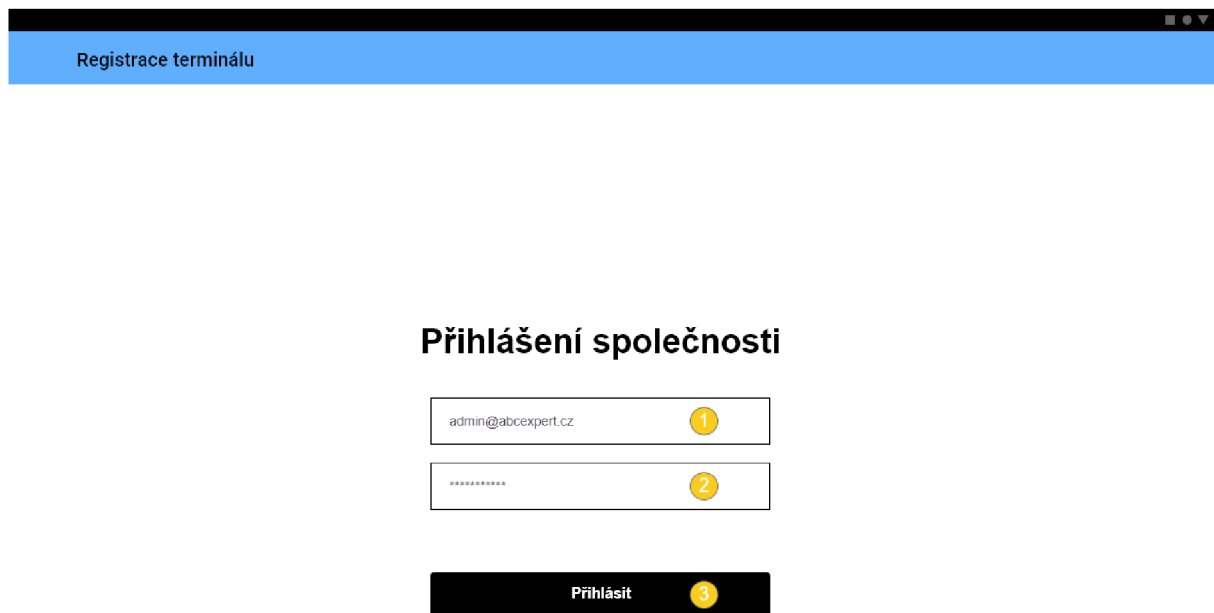 Registrace terminálu
Přihlášení společnosti
admin@abcexpert.cz 1
*********** 2
Přihlásit 3